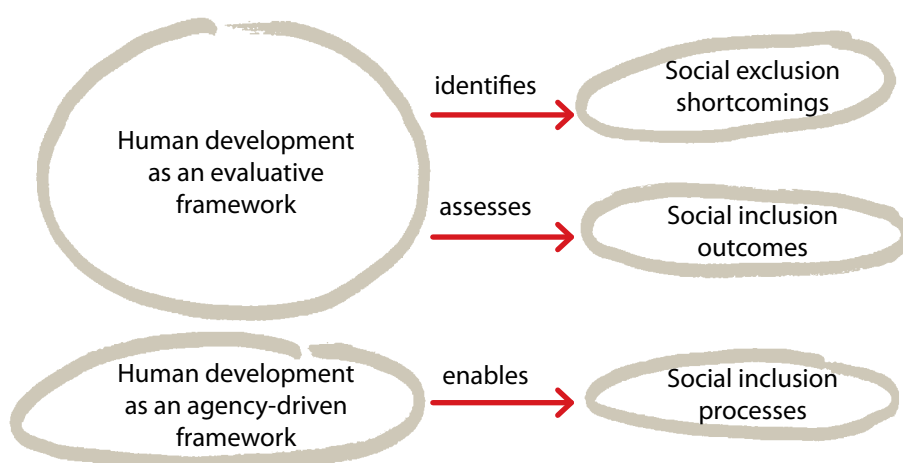 Human development
as an evaluative
framework
identifies
Social exclusion
shortcomings
assesses
Social inclusion
outcomes
Human development
as an agency-driven
framework
enables
Social inclusion
processes